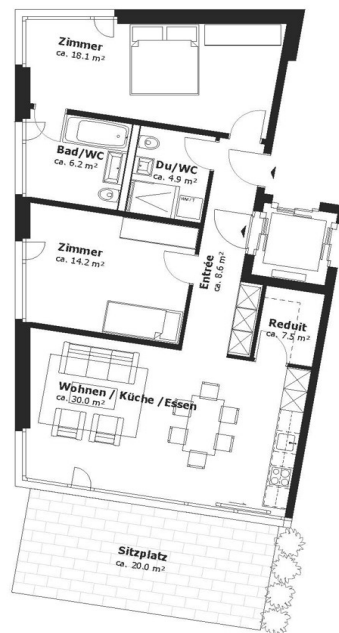 Zimmer
ca. 18.1 m²
Bad/WC
ca. 6.2 m²
Du/WC
ca. 4.9 m²
Zimmer
ca. 14.2 m²
Entrée
ca. 8.6 m²
Reduit
ca. 7.5 m²
Wohnen / Küche /Essen
ca. 30.0 m²
Sitzplatz
ca. 20.0 m²